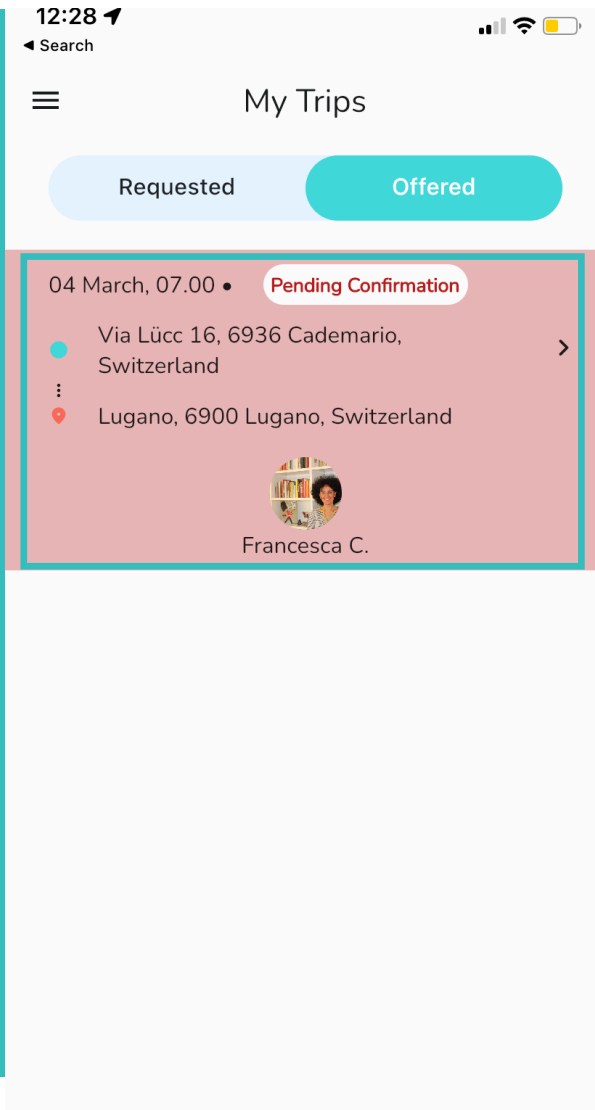 12:28
◀ Search
My Trips
Requested
Offered
04 March, 07.00 •
Pending Confirmation
Via Lücc 16, 6936 Cademario,
Switzerland
Lugano, 6900 Lugano, Switzerland
Francesca C.